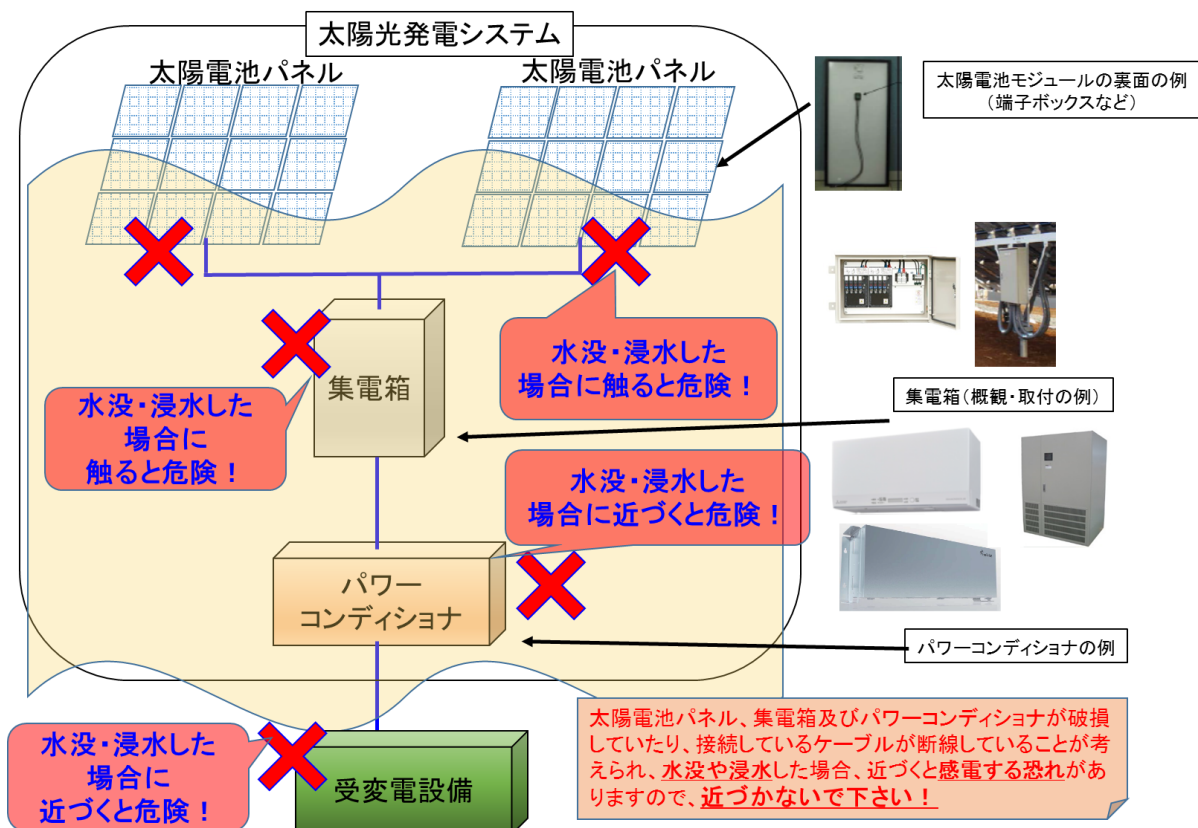 太陽光発電システム
太陽電池パネル
太陽電池パネル
太陽電池モジュールの裏面の例
(端子ボックスなど)
水没・浸水した
場合に触ると危険！
集電箱
水没・浸水した
場合に
触ると危険！
集電箱(概観・取付の例)
水没・浸水した
場合に近づくと危険！
パワー
コンディショナ
パワーコンディショナの例
水没・浸水した
場合に
近づくと危険！
受変電設備
太陽電池パネル、集電箱及びパワーコンディショナが破損
していたり、接続しているケーブルが断線していることが考
えられ、水没や浸水した場合、近づくと感電する恐れがあ
りますので、近づかないで下さい！